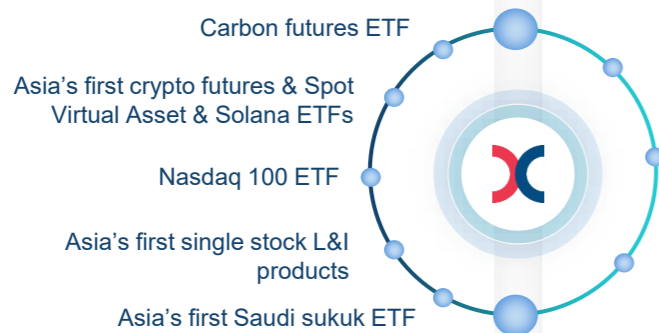 Carbon futures ETF
Asia's first crypto futures & Spot
Virtual Asset & Solana ETFs
Nasdaq 100 ETF
Asia's first single stock L&I
products
Asia's first Saudi sukuk ETF